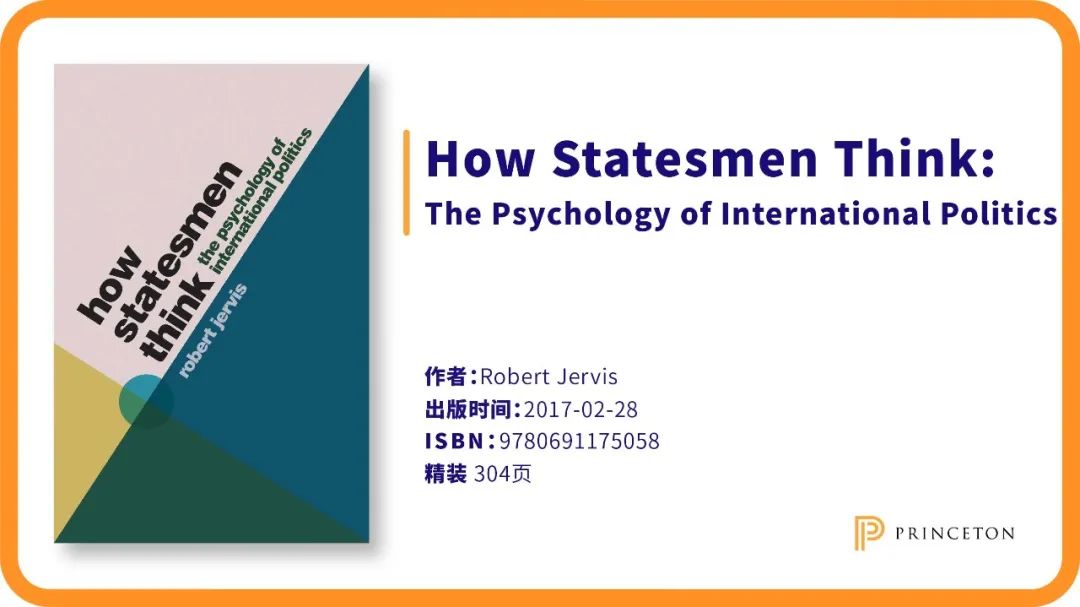 how
statesmen
think
the psychology of
international politics
robert jervis
How Statesmen Think:
The Psychology of International Politics
作者：Robert Jervis
出版时间：2017-02-28
ISBN：9780691175058
精装 304页
PRINCETON